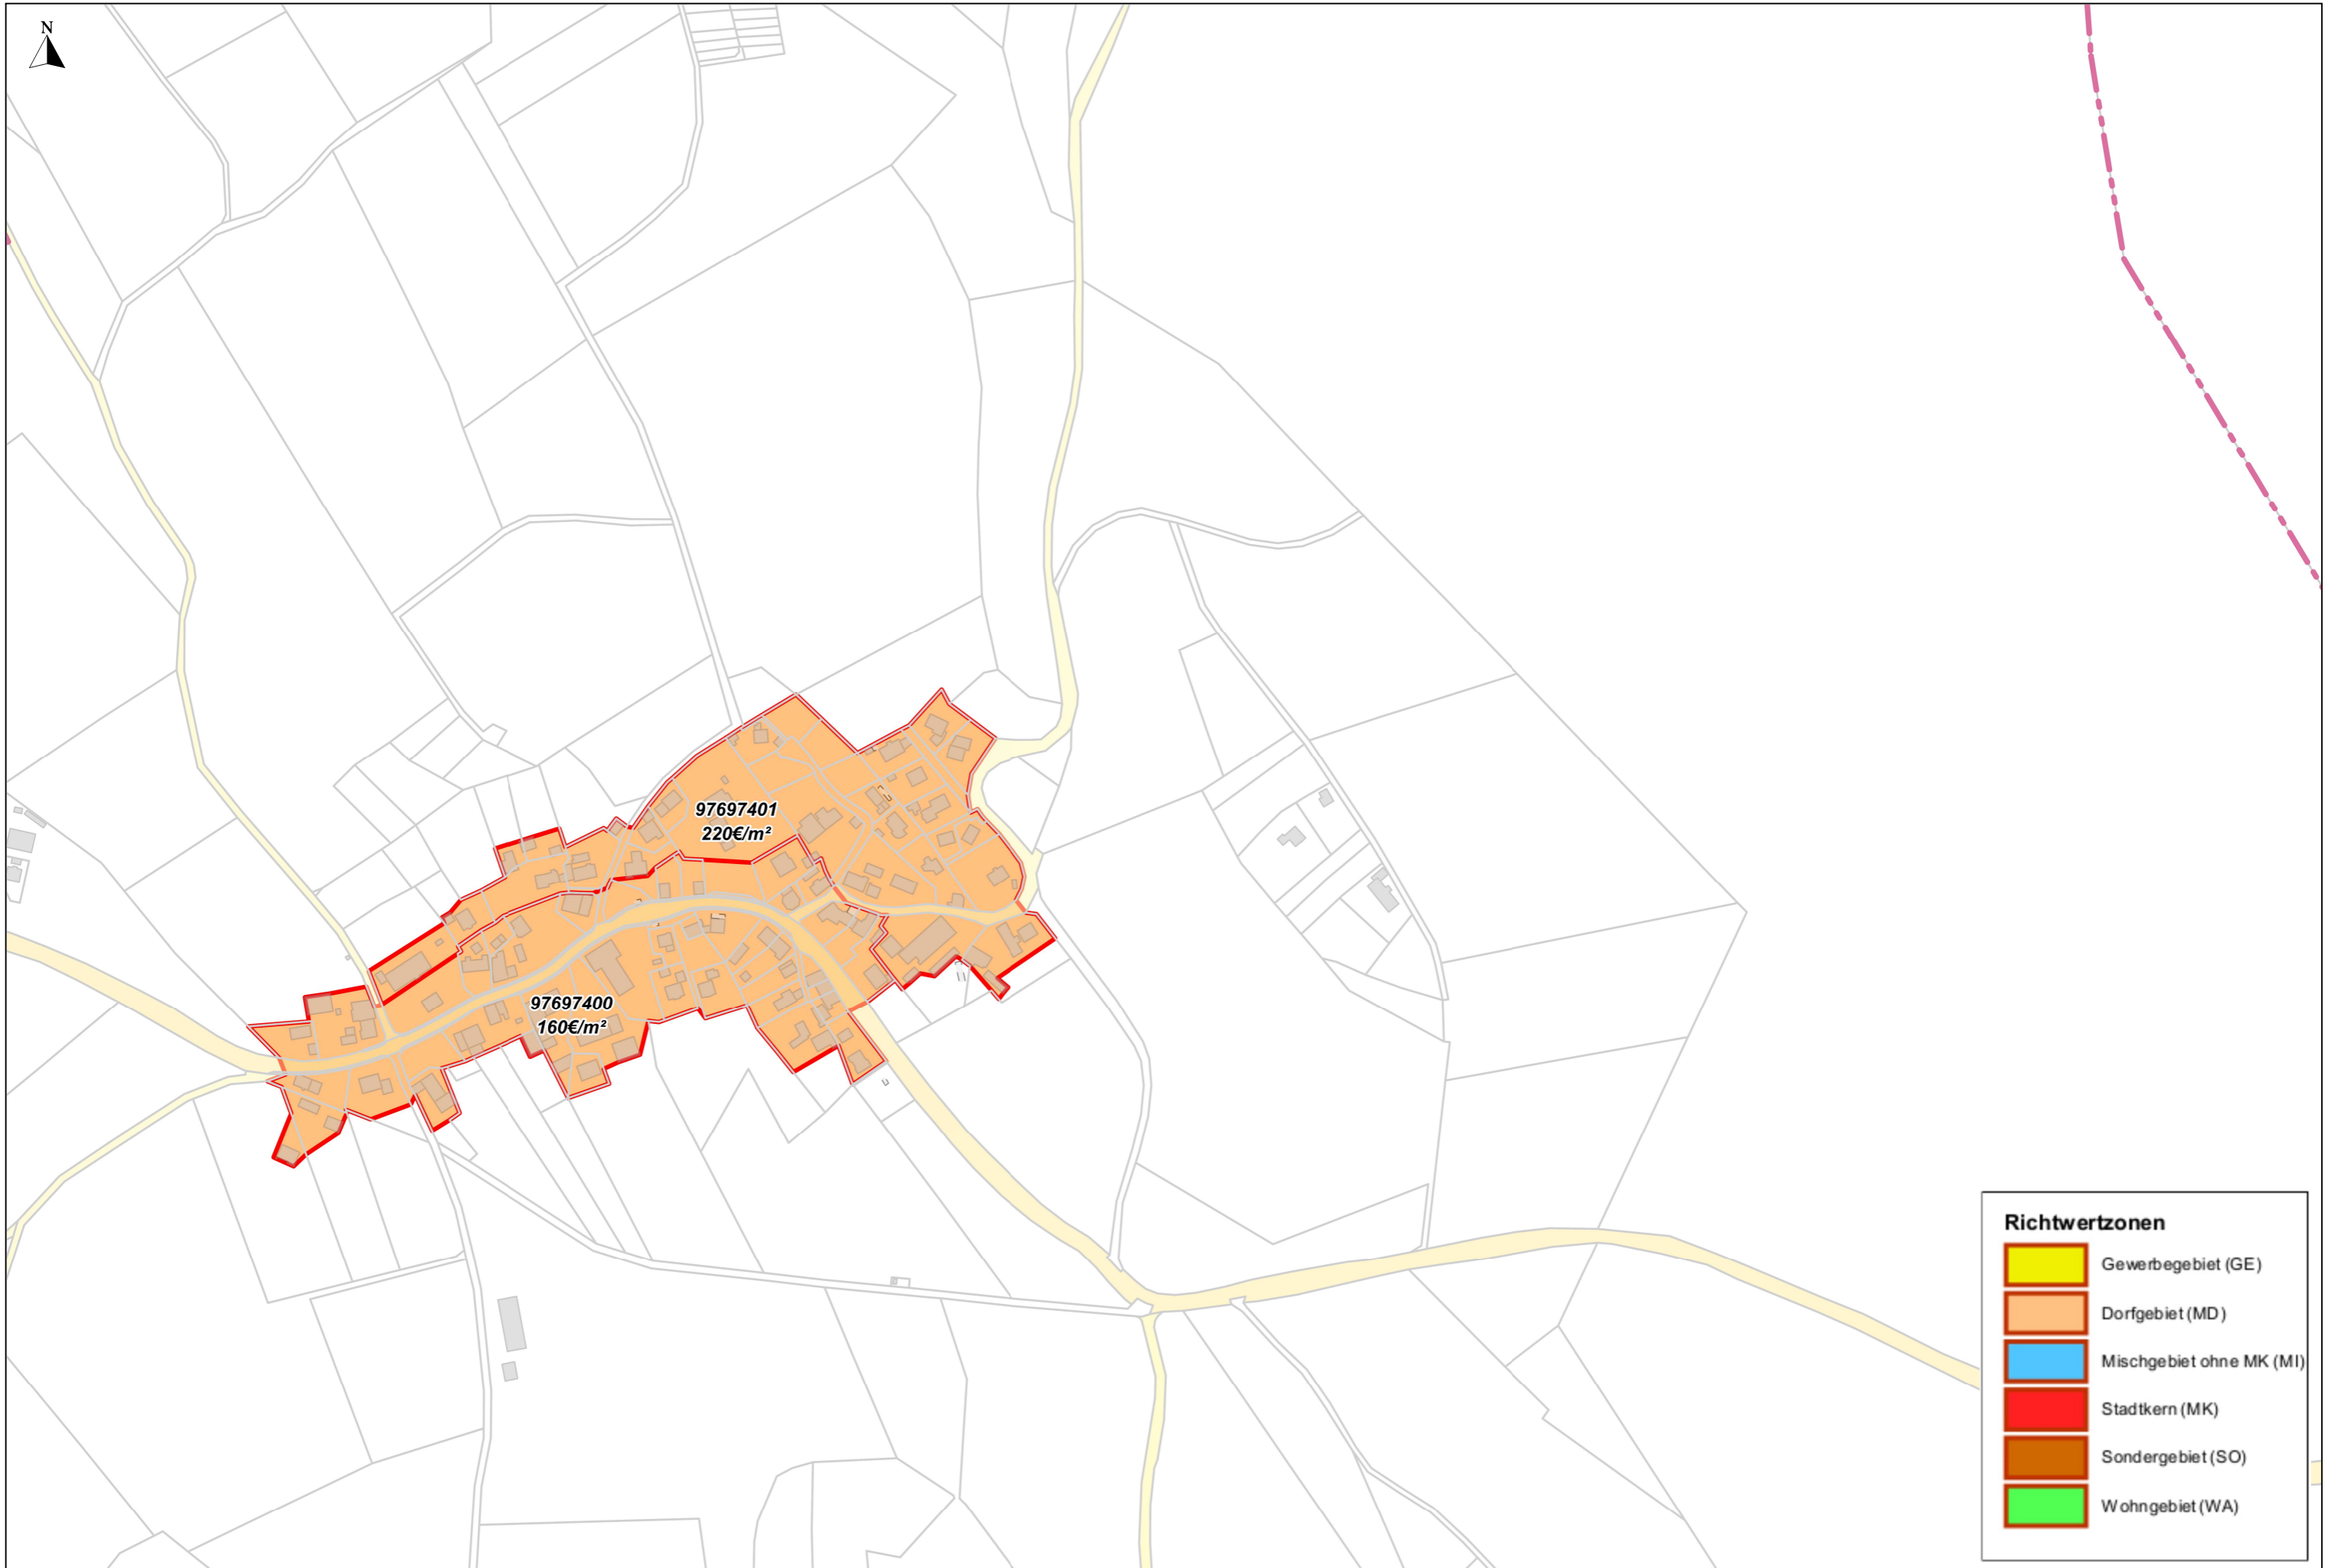 N
97697401
220€/m²
97697400
160€/m²
Richtwertzonen
Gewerbegebiet (GE)
Dorfgebiet (MD)
Mischgebiet ohne MK (MI)
Stadtkern (MK)
Sondergebiet (SO)
Wohngebiet (WA)